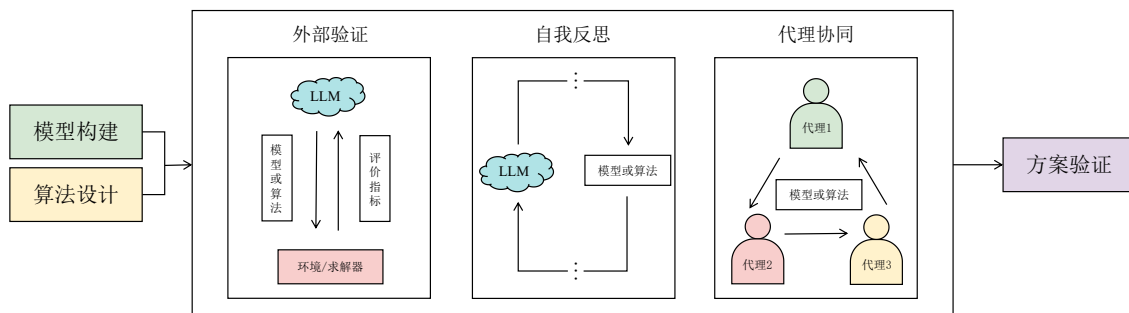 模型构建
算法设计
外部验证
LLM
模型或算法
评价指标
环境/求解器
自我反思
LLM
模型或算法
代理协同
代理1
模型或算法
代理2
代理3
方案验证